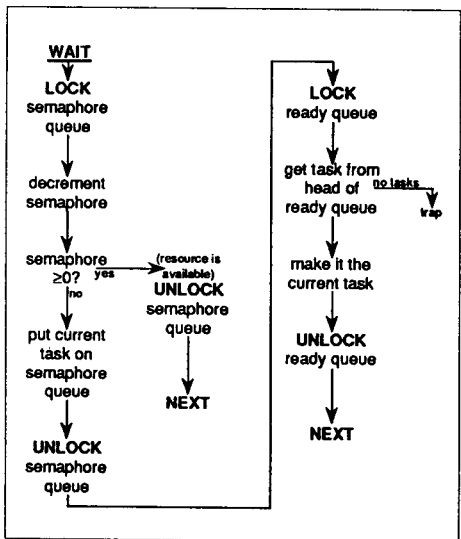 WAIT
LOCK
semaphore
queue
decrement
semaphore
semaphore
≥0?
yes
no
(resource is
available)
UNLOCK
semaphore
queue
NEXT
put current
task on
semaphore
queue
UNLOCK
semaphore
queue
LOCK
ready queue
get task from
head of
ready queue
no tasks
trap
make it the
current task
UNLOCK
ready queue
NEXT